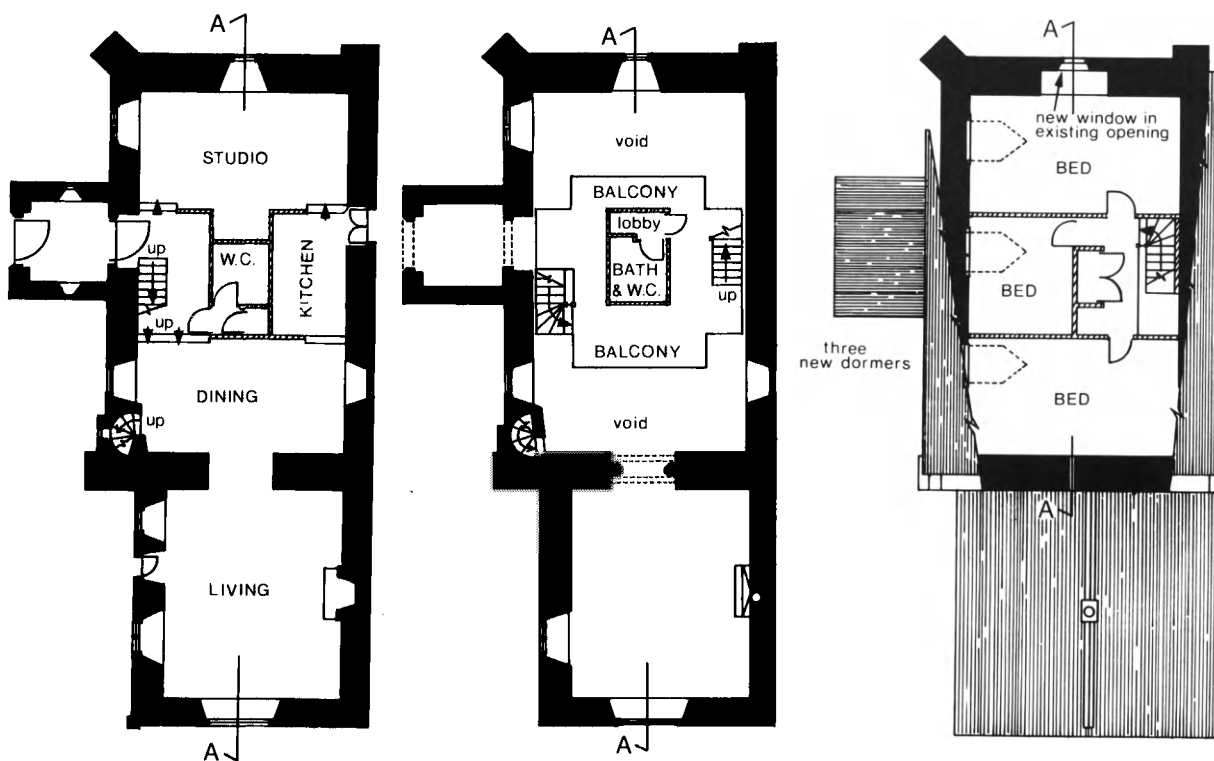 A
STUDIO
up
W.C.
KITCHEN
up
DINING
up
LIVING
A
A
void
BALCONY
lobby
BATH
& W.C.
up
BALCONY
void
A
A
new window in
existing opening
BED
BED
three
new dormers
BED
A